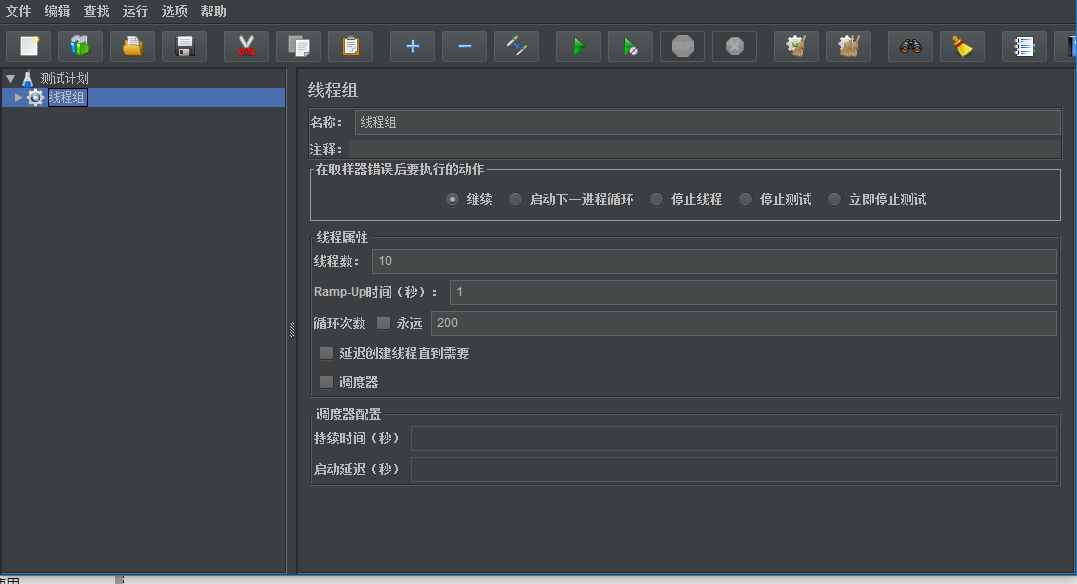 文件 编辑 查找 运行 选项 帮助
STOP
测试计划
线程组
线程组
名称： 线程组
注释：
在取样器错误后要执行的动作
继续 启动下一进程循环 停止线程 停止测试 立即停止测试
线程属性
线程数： 10
Ramp-Up时间（秒）： 1
循环次数 永远 200
延迟创建线程直到需要
调度器
调度器配置
持续时间（秒）
启动延迟（秒）